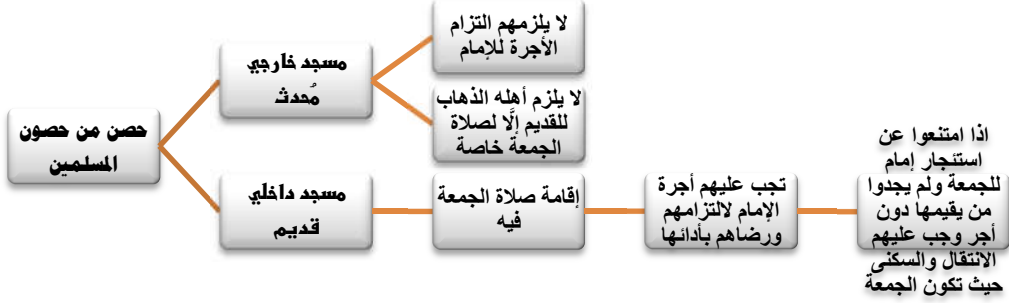 حصن من حصون
المسلمين
مسجد خارجي
مُحدث
لا يلزمهم التزام
الأجرة للإمام
لا يلزم أهله الذهاب
للقديم إلَّا لصلاة
الجمعة خاصة
مسجد داخلي
قديم
إقامة صلاة الجمعة
فيه
تجب عليهم أجرة
الإمام لالتزامهم
ورضاهم بأدائها
اذا امتنعوا عن
استئجار إمام
للجمعة ولم يجدوا
من يقيمها دون
أجر وجب عليهم
الانتقال والسكنى
حيث تكون الجمعة